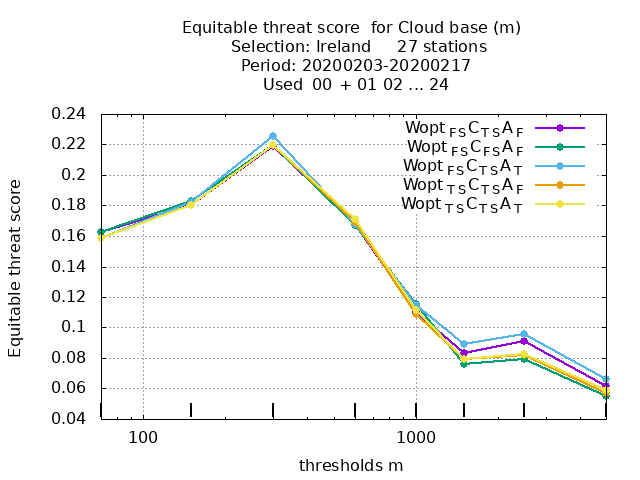 Equitable threat score  for Cloud base (m)
Selection: Ireland     27 stations
Period: 20200203-20200217
Used  00  + 01 02 ... 24
0.24
0.22
0.2
0.18
0.16
0.14
0.12
0.1
0.08
0.06
0.04
Equitable threat score
Wopt FS C TS A F
Wopt FS C FS A F
Wopt FS C TS A T
Wopt TS C TS A F
Wopt TS C TS A T
100
1000
thresholds m